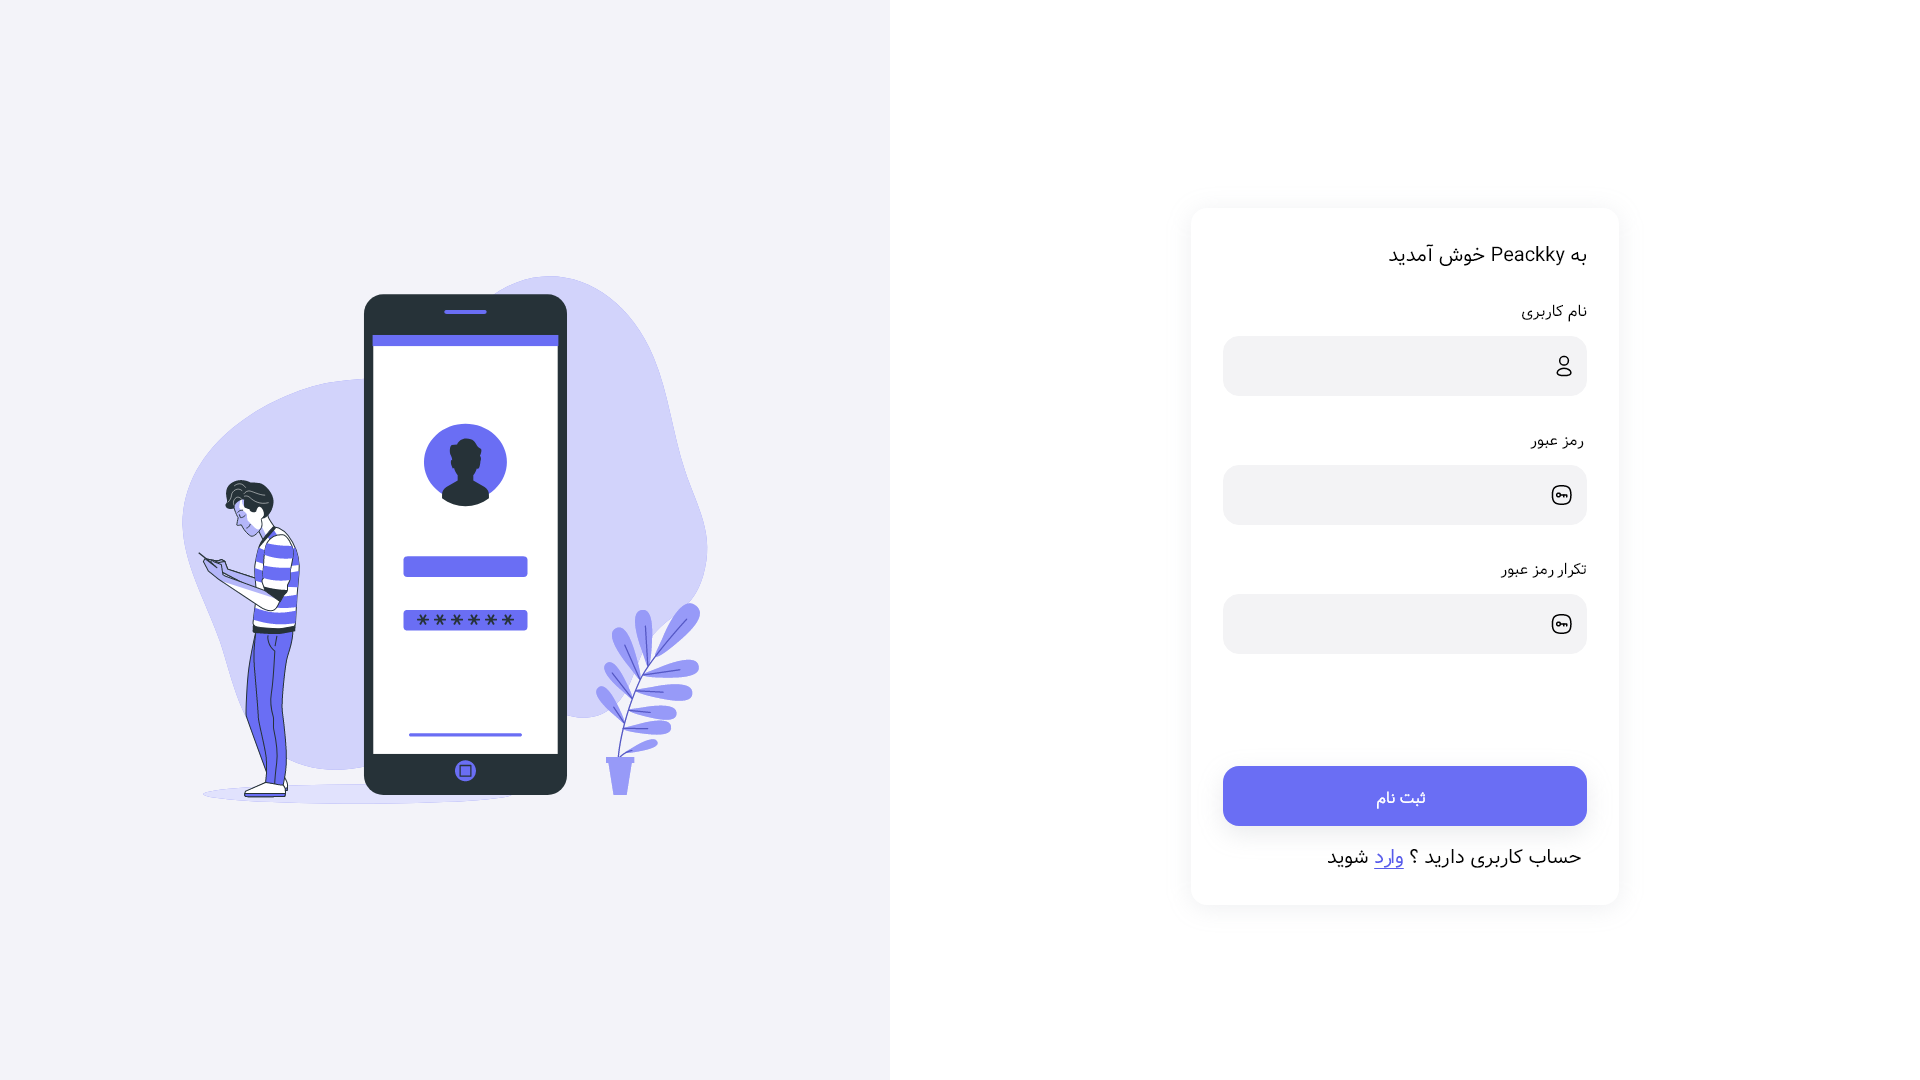 به Peackky خوش آمدید
نام کاربری
رمز عبور
تکرار رمز عبور
ثبت نام
حساب کاربری دارید ؟ وارد شوید
******